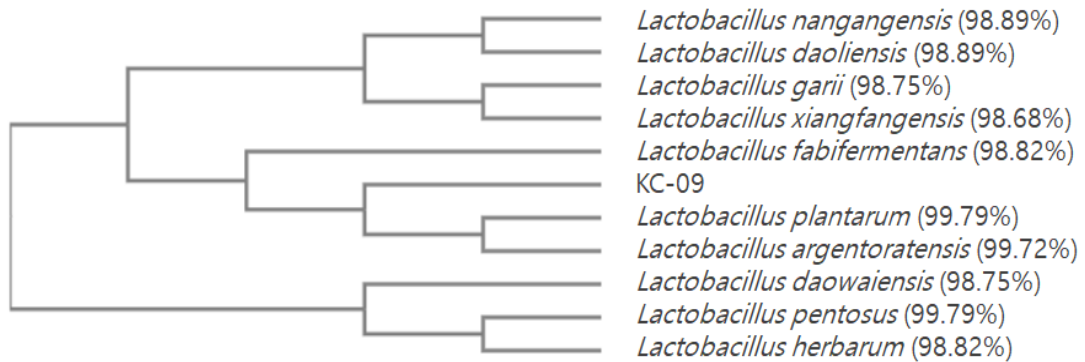 Lactobacillus nangangensis (98.89%)
Lactobacillus daoliensis (98.89%)
Lactobacillus garii (98.75%)
Lactobacillus xiangfangensis (98.68%)
Lactobacillus fabifermentans (98.82%)
KC-09
Lactobacillus plantarum (99.79%)
Lactobacillus argentoratensis (99.72%)
Lactobacillus daowaiensis (98.75%)
Lactobacillus pentosus (99.79%)
Lactobacillus herbarum (98.82%)